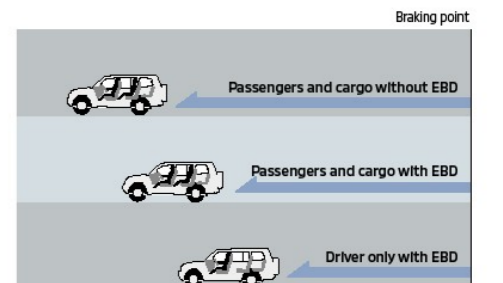 Braking point
Passengers and cargo without EBD
Passengers and cargo with EBD
Driver only with EBD